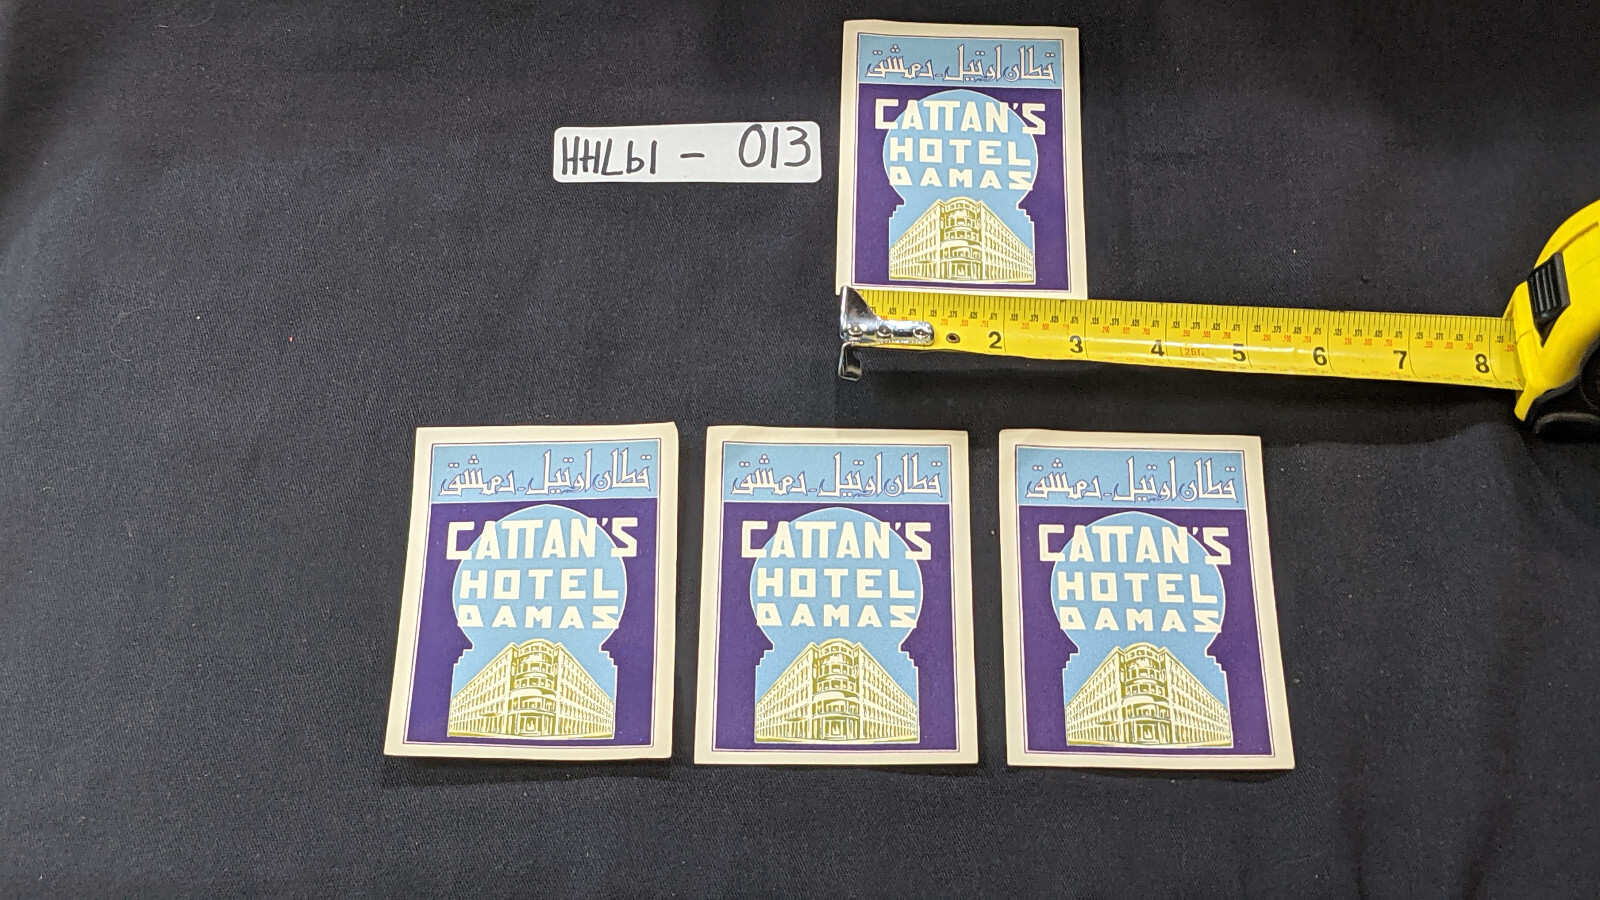 قطان اوتيل - دمشق
CATTAN'S
HOTEL
DAMAS
HHLbl - 013
2 3 4 5 6 7 8
قطان اوتيل - دمشق
CATTAN'S
HOTEL
DAMAS
قطان اوتيل - دمشق
CATTAN'S
HOTEL
DAMAS
قطان اوتيل - دمشق
CATTAN'S
HOTEL
DAMAS